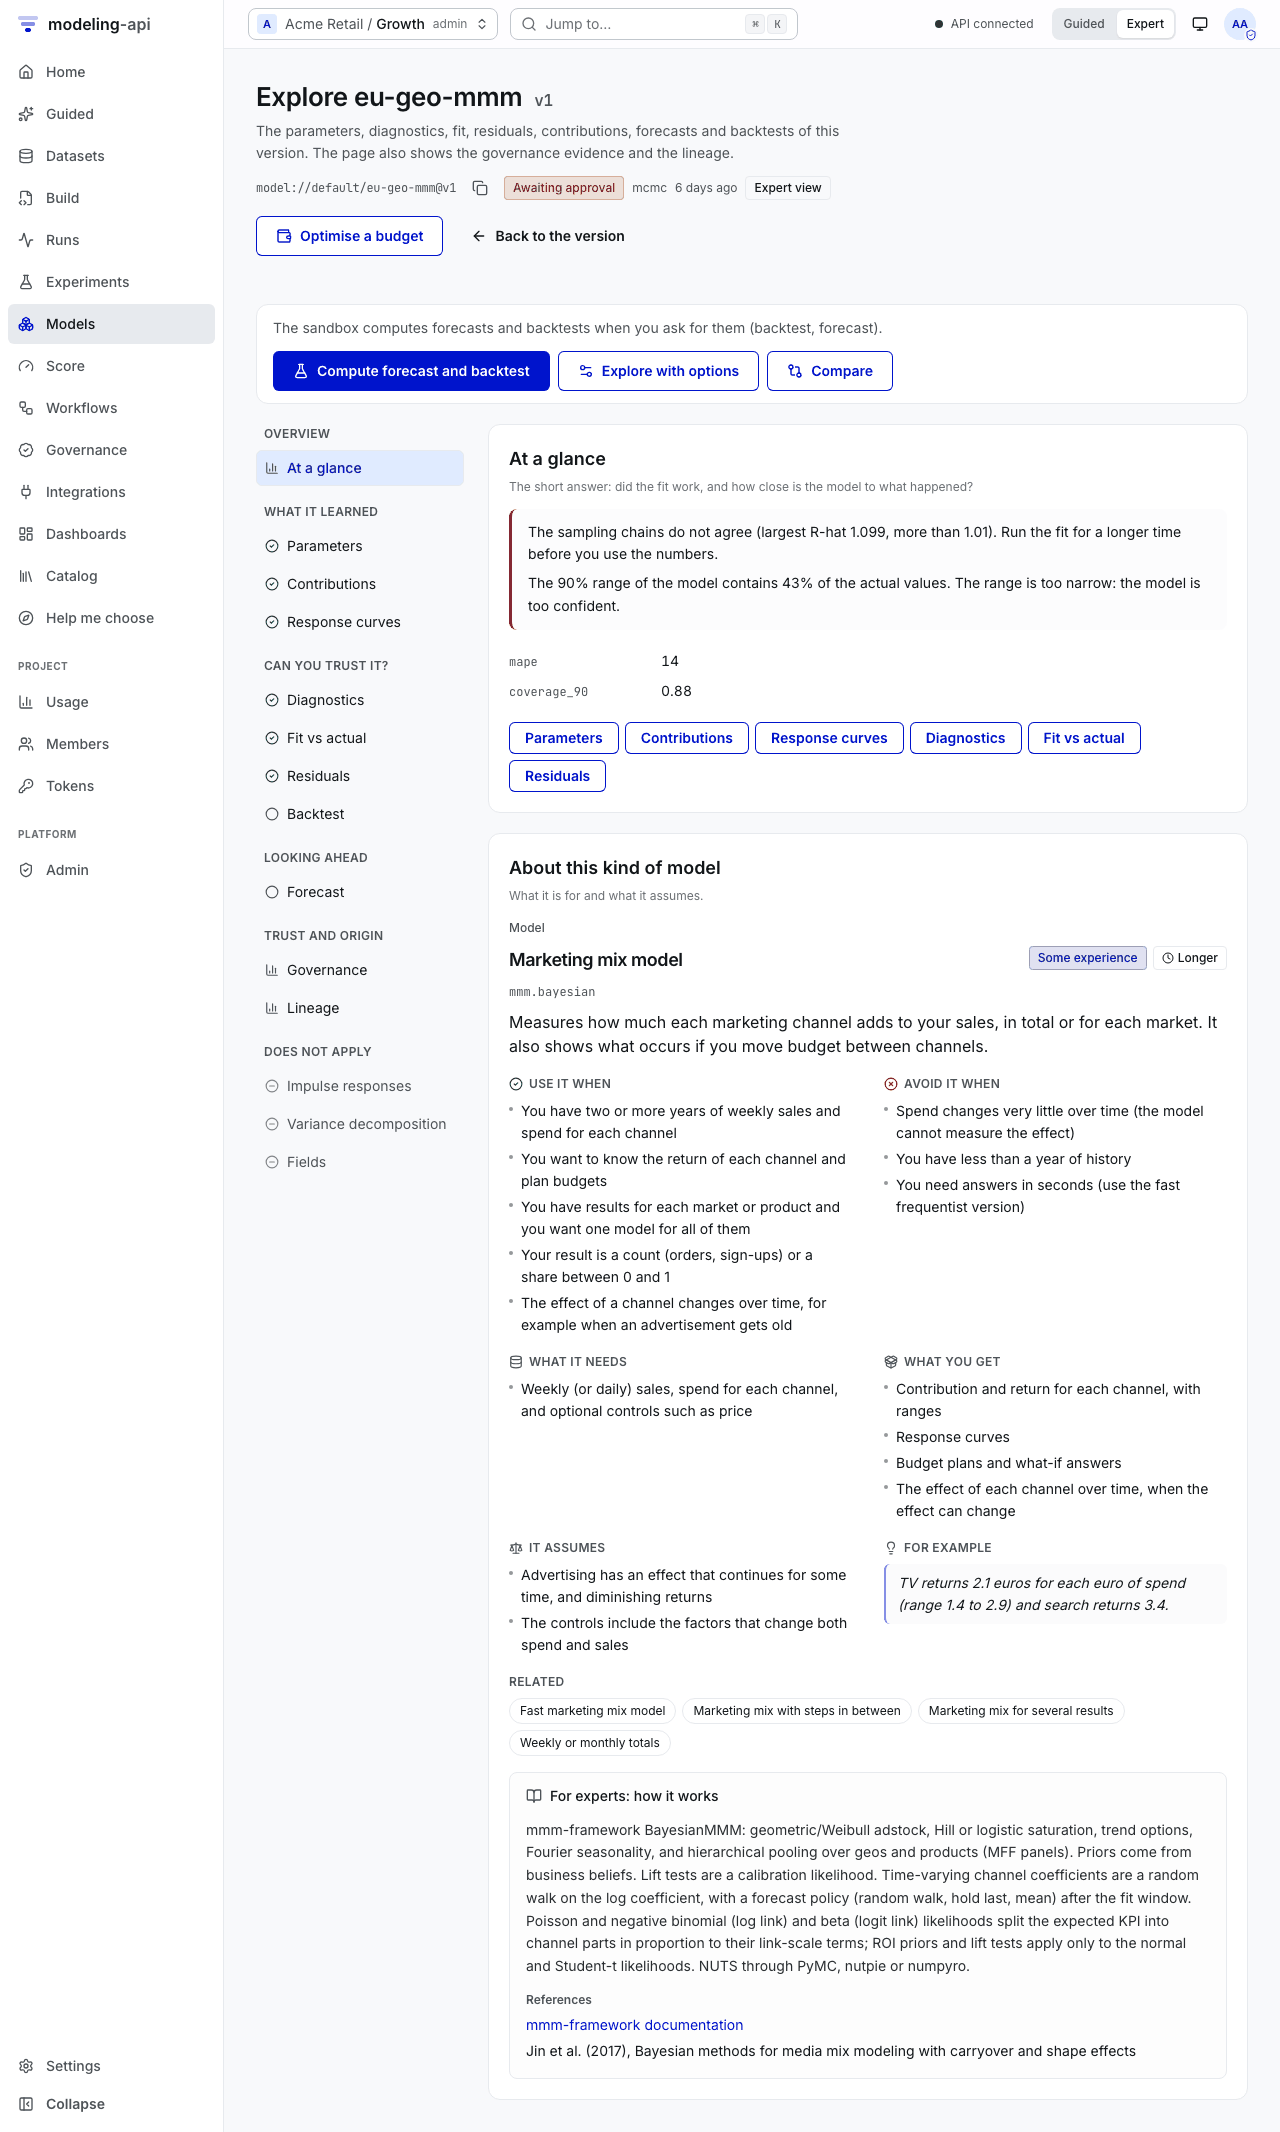 modeling-api
A Acme Retail / Growth admin
Jump to...
⌘ K
API connected
Guided Expert
AA
Home
Guided
Datasets
Build
Runs
Experiments
Models
Score
Workflows
Governance
Integrations
Dashboards
Catalog
Help me choose
PROJECT
Usage
Members
Tokens
PLATFORM
Admin
Settings
Collapse
Explore eu-geo-mmm v1
The parameters, diagnostics, fit, residuals, contributions, forecasts and backtests of this
version. The page also shows the governance evidence and the lineage.
model://default/eu-geo-mmm@v1 Awaiting approval mcmc 6 days ago Expert view
Optimise a budget Back to the version
The sandbox computes forecasts and backtests when you ask for them (backtest, forecast).
Compute forecast and backtest Explore with options Compare
OVERVIEW
At a glance
WHAT IT LEARNED
Parameters
Contributions
Response curves
CAN YOU TRUST IT?
Diagnostics
Fit vs actual
Residuals
Backtest
LOOKING AHEAD
Forecast
TRUST AND ORIGIN
Governance
Lineage
DOES NOT APPLY
Impulse responses
Variance decomposition
Fields
At a glance
The short answer: did the fit work, and how close is the model to what happened?
The sampling chains do not agree (largest R-hat 1.099, more than 1.01). Run the fit for a longer time
before you use the numbers.
The 90% range of the model contains 43% of the actual values. The range is too narrow: the model is
too confident.
mape 14
coverage_90 0.88
Parameters Contributions Response curves Diagnostics Fit vs actual
Residuals
About this kind of model
What it is for and what it assumes.
Model
Marketing mix model Some experience Longer
mmm.bayesian
Measures how much each marketing channel adds to your sales, in total or for each market. It
also shows what occurs if you move budget between channels.
USE IT WHEN
• You have two or more years of weekly sales and
spend for each channel
• You want to know the return of each channel and
plan budgets
• You have results for each market or product and
you want one model for all of them
• Your result is a count (orders, sign-ups) or a
share between 0 and 1
• The effect of a channel changes over time, for
example when an advertisement gets old
AVOID IT WHEN
• Spend changes very little over time (the model
cannot measure the effect)
• You have less than a year of history
• You need answers in seconds (use the fast
frequentist version)
WHAT IT NEEDS
• Weekly (or daily) sales, spend for each channel,
and optional controls such as price
WHAT YOU GET
• Contribution and return for each channel, with
ranges
• Response curves
• Budget plans and what-if answers
• The effect of each channel over time, when the
effect can change
IT ASSUMES
• Advertising has an effect that continues for some
time, and diminishing returns
• The controls include the factors that change both
spend and sales
FOR EXAMPLE
TV returns 2.1 euros for each euro of spend
(range 1.4 to 2.9) and search returns 3.4.
RELATED
Fast marketing mix model Marketing mix with steps in between Marketing mix for several results
Weekly or monthly totals
For experts: how it works
mmm-framework BayesianMMM: geometric/Weibull adstock, Hill or logistic saturation, trend options,
Fourier seasonality, and hierarchical pooling over geos and products (MFF panels). Priors come from
business beliefs. Lift tests are a calibration likelihood. Time-varying channel coefficients are a random
walk on the log coefficient, with a forecast policy (random walk, hold last, mean) after the fit window.
Poisson and negative binomial (log link) and beta (logit link) likelihoods split the expected KPI into
channel parts in proportion to their link-scale terms; ROI priors and lift tests apply only to the normal
and Student-t likelihoods. NUTS through PyMC, nutpie or numpyro.
References
mmm-framework documentation
Jin et al. (2017), Bayesian methods for media mix modeling with carryover and shape effects